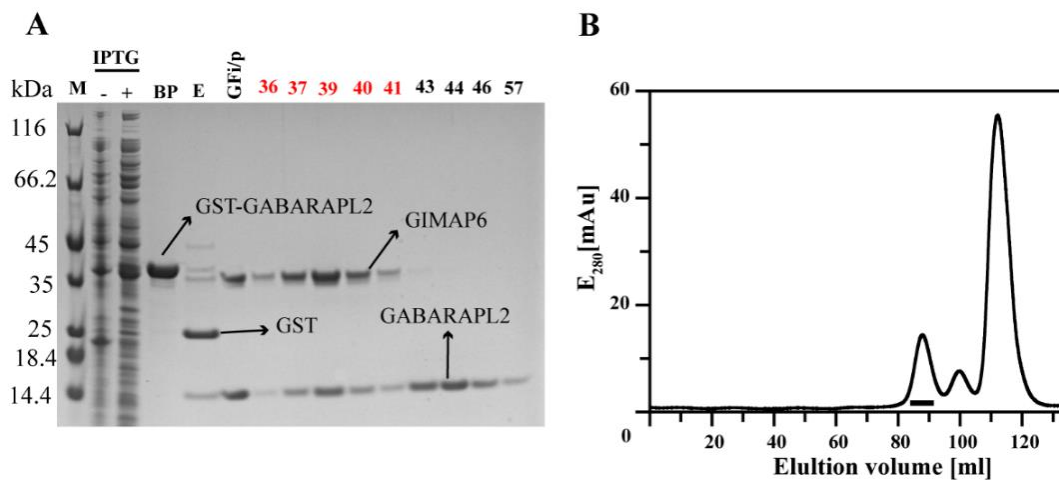 A
IPTG
kDa M - + BP E GFi/p 36 37 39 40 41 43 44 46 57
116
66.2
45
35
25
18.4
14.4
GST-GABARAPL2
GIMAP6
GST
GABARAPL2
B
60
40
20
0
E280[mAu]
20 40 60 80 100 120
Elultion volume [ml]